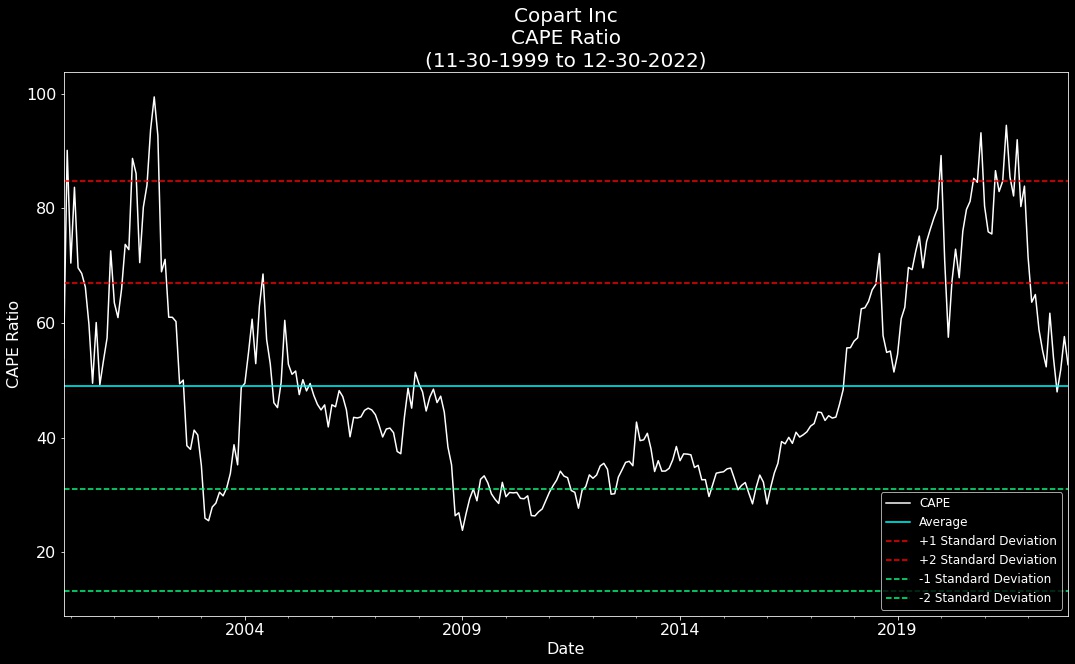 Copart Inc
CAPE Ratio
(11-30-1999 to 12-30-2022)
100
80
60
40
20
CAPE Ratio
2004
2009
2014
2019
Date
CAPE
Average
+1 Standard Deviation
+2 Standard Deviation
-1 Standard Deviation
-2 Standard Deviation